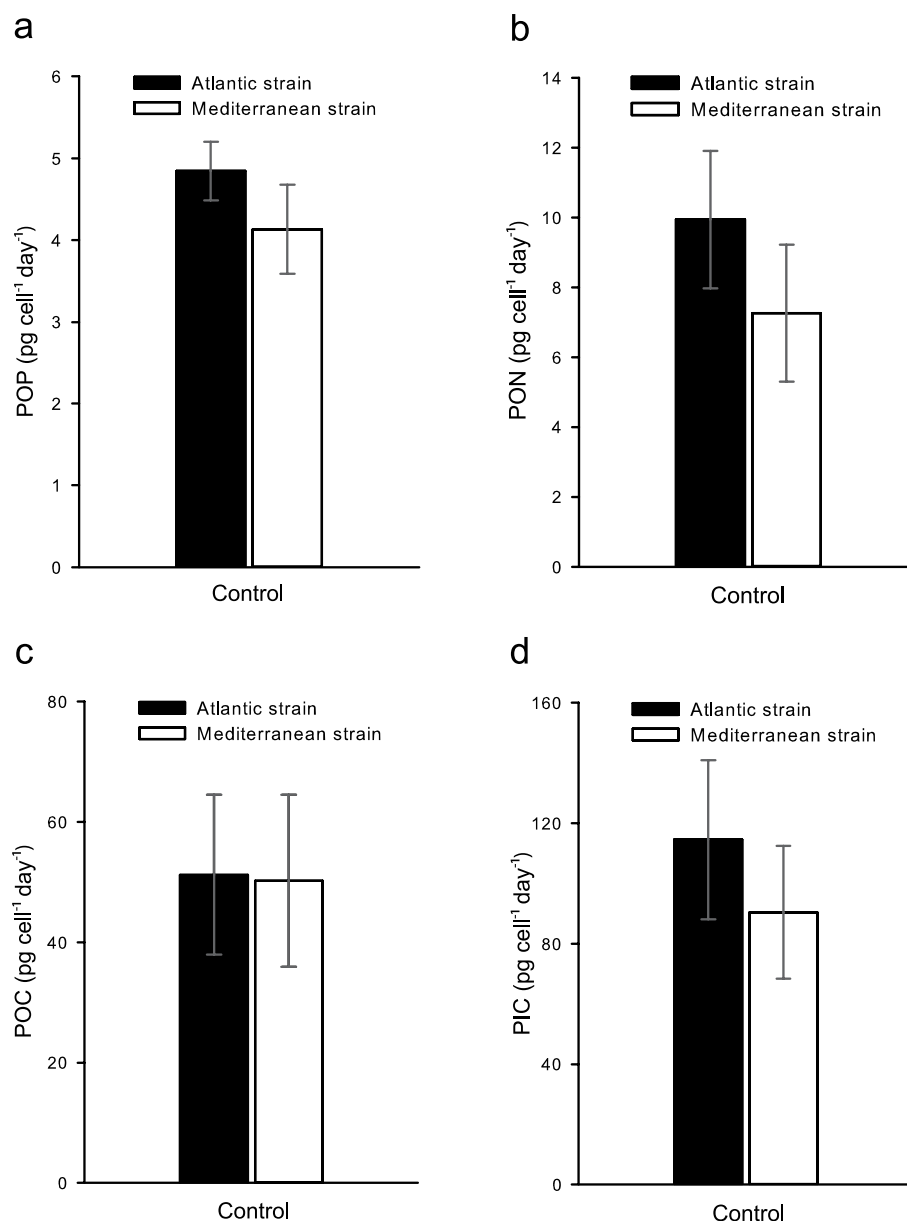 a
Atlantic strain
Mediterranean strain
6
5
4
3
2
1
0
POP (pg cell⁻¹ day⁻¹)
Control
b
Atlantic strain
Mediterranean strain
14
12
10
8
6
4
2
0
PON (pg cell⁻¹ day⁻¹)
Control
c
Atlantic strain
Mediterranean strain
80
60
40
20
0
POC (pg cell⁻¹ day⁻¹)
Control
d
Atlantic strain
Mediterranean strain
160
120
80
40
0
PIC (pg cell⁻¹ day⁻¹)
Control